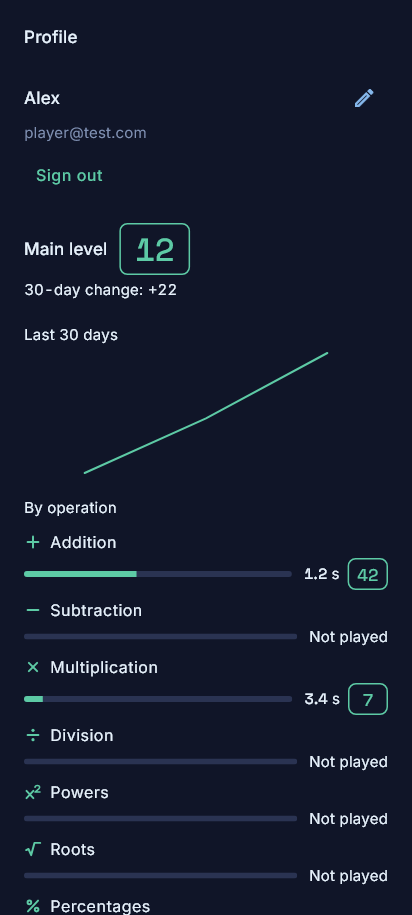 Profile
Alex
player@test.com
Sign out
Main level 12
30-day change: +22
Last 30 days
By operation
+ Addition
1.2 s 42
− Subtraction
Not played
× Multiplication
3.4 s 7
÷ Division
Not played
x² Powers
Not played
√ Roots
Not played
% Percentages